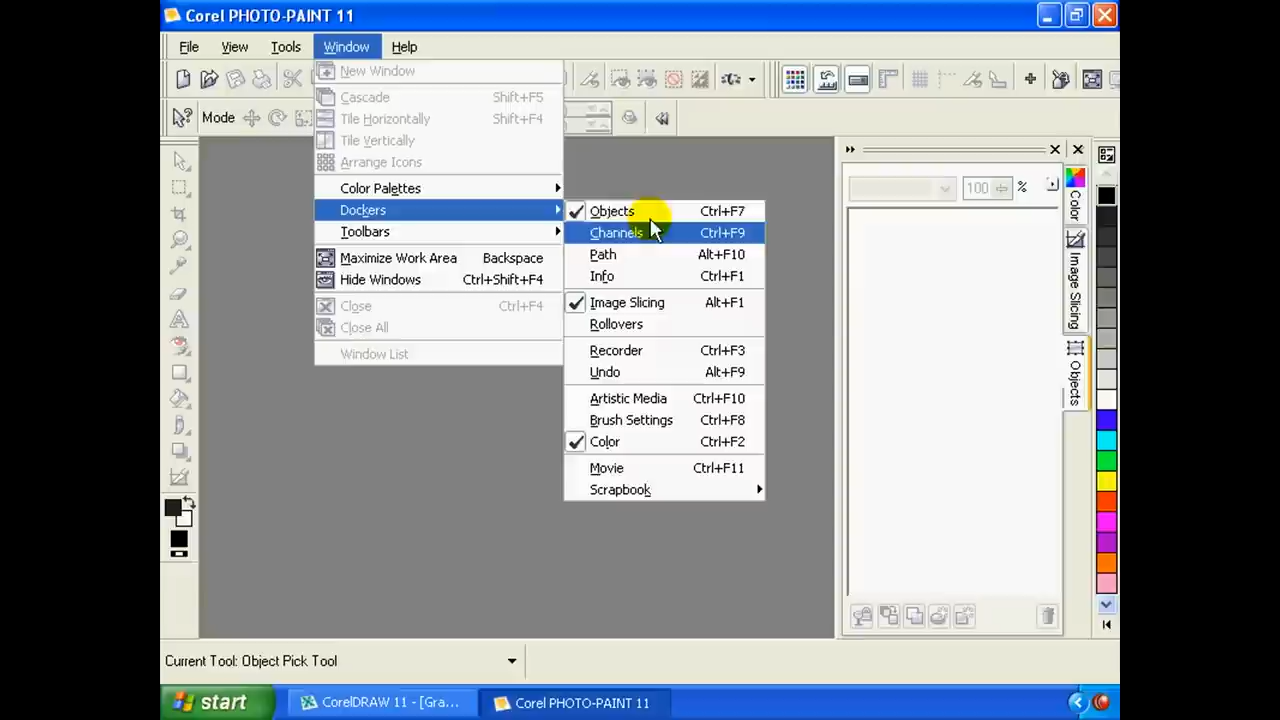 Corel PHOTO-PAINT 11
File View Tools Window Help
New Window
Cascade Shift+F5
Tile Horizontally Shift+F4
Tile Vertically
Arrange Icons
Color Palettes
Dockers
Toolbars
Maximize Work Area Backspace
Hide Windows Ctrl+Shift+F4
Close Ctrl+F4
Close All
Window List
Mode
Objects Ctrl+F7
Channels Ctrl+F9
Path Alt+F10
Info Ctrl+F1
Image Slicing Alt+F1
Rollovers
Recorder Ctrl+F3
Undo Alt+F9
Artistic Media Ctrl+F10
Brush Settings Ctrl+F8
Color Ctrl+F2
Movie Ctrl+F11
Scrapbook
100 %
Color
Image Slicing
Objects
Current Tool: Object Pick Tool
start CorelDRAW 11 - [Gra... Corel PHOTO-PAINT 11